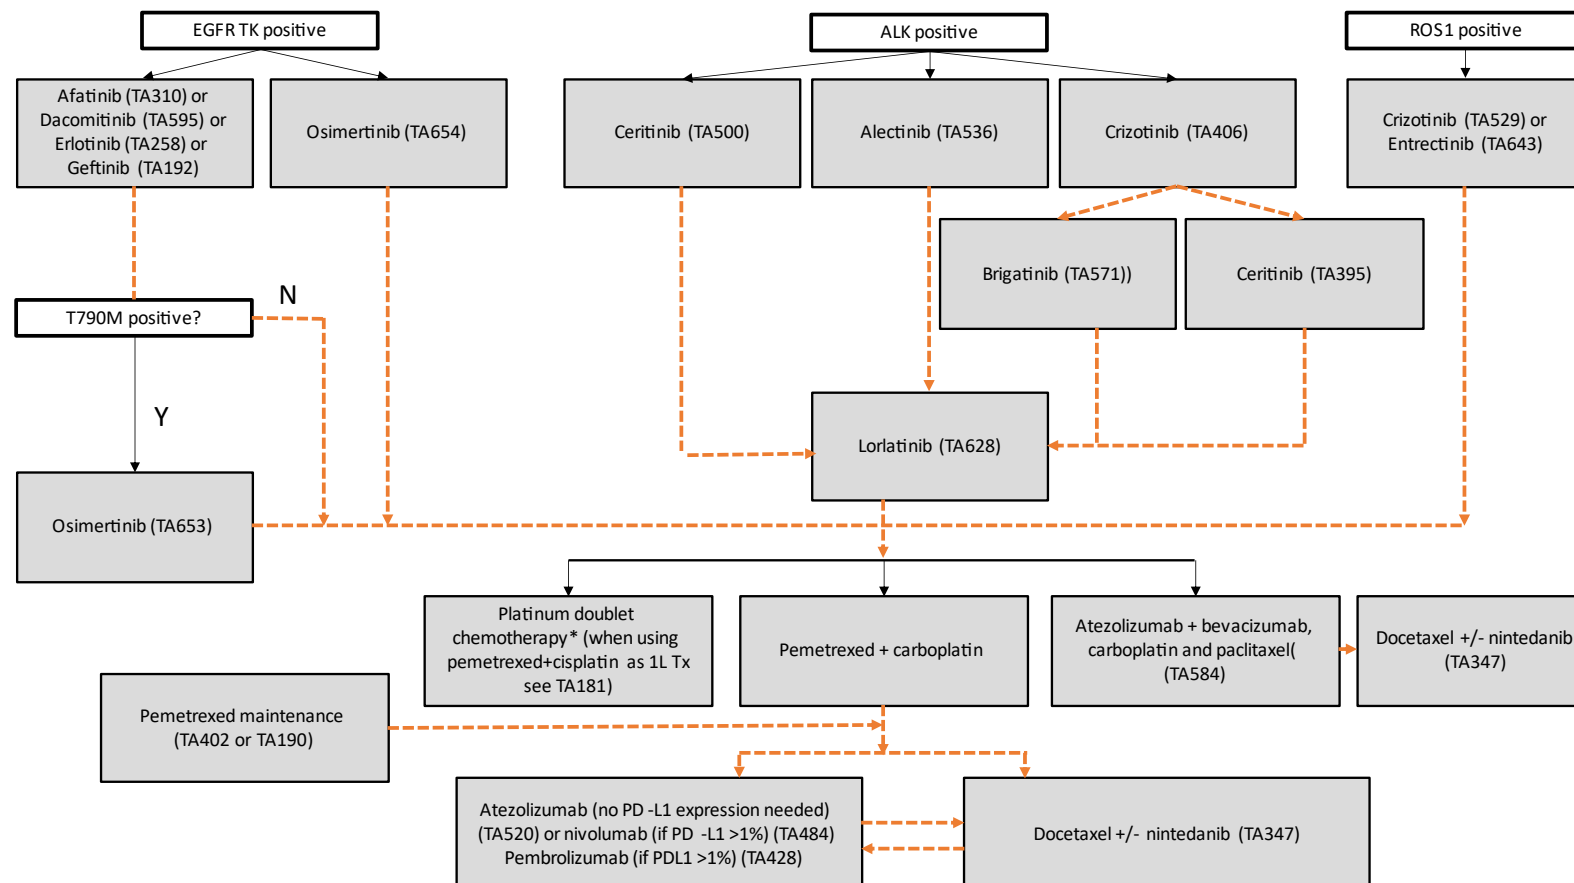 EGFR TK positive
ALK positive
ROS1 positive
Afatinib (TA310) or
Dacomitinib (TA595) or
Erlotinib (TA258) or
Geftinib (TA192)
Osimertinib (TA654)
Ceritinib (TA500)
Alectinib (TA536)
Crizotinib (TA406)
Crizotinib (TA529) or
Entrectinib (TA643)
Brigatinib (TA571))
Ceritinib (TA395)
N
T790M positive?
Y
Lorlatinib (TA628)
Osimertinib (TA653)
Platinum doublet
chemotherapy* (when using
pemetrexed+cisplatin as 1L Tx
see TA181)
Pemetrexed + carboplatin
Atezolizumab + bevacizumab,
carboplatin and paclitaxel(
(TA584)
Docetaxel +/- nintedanib
(TA347)
Pemetrexed maintenance
(TA402 or TA190)
Atezolizumab (no PD -L1 expression needed)
(TA520) or nivolumab (if PD -L1 >1%) (TA484)
Pembrolizumab (if PDL1 >1%) (TA428)
Docetaxel +/- nintedanib (TA347)